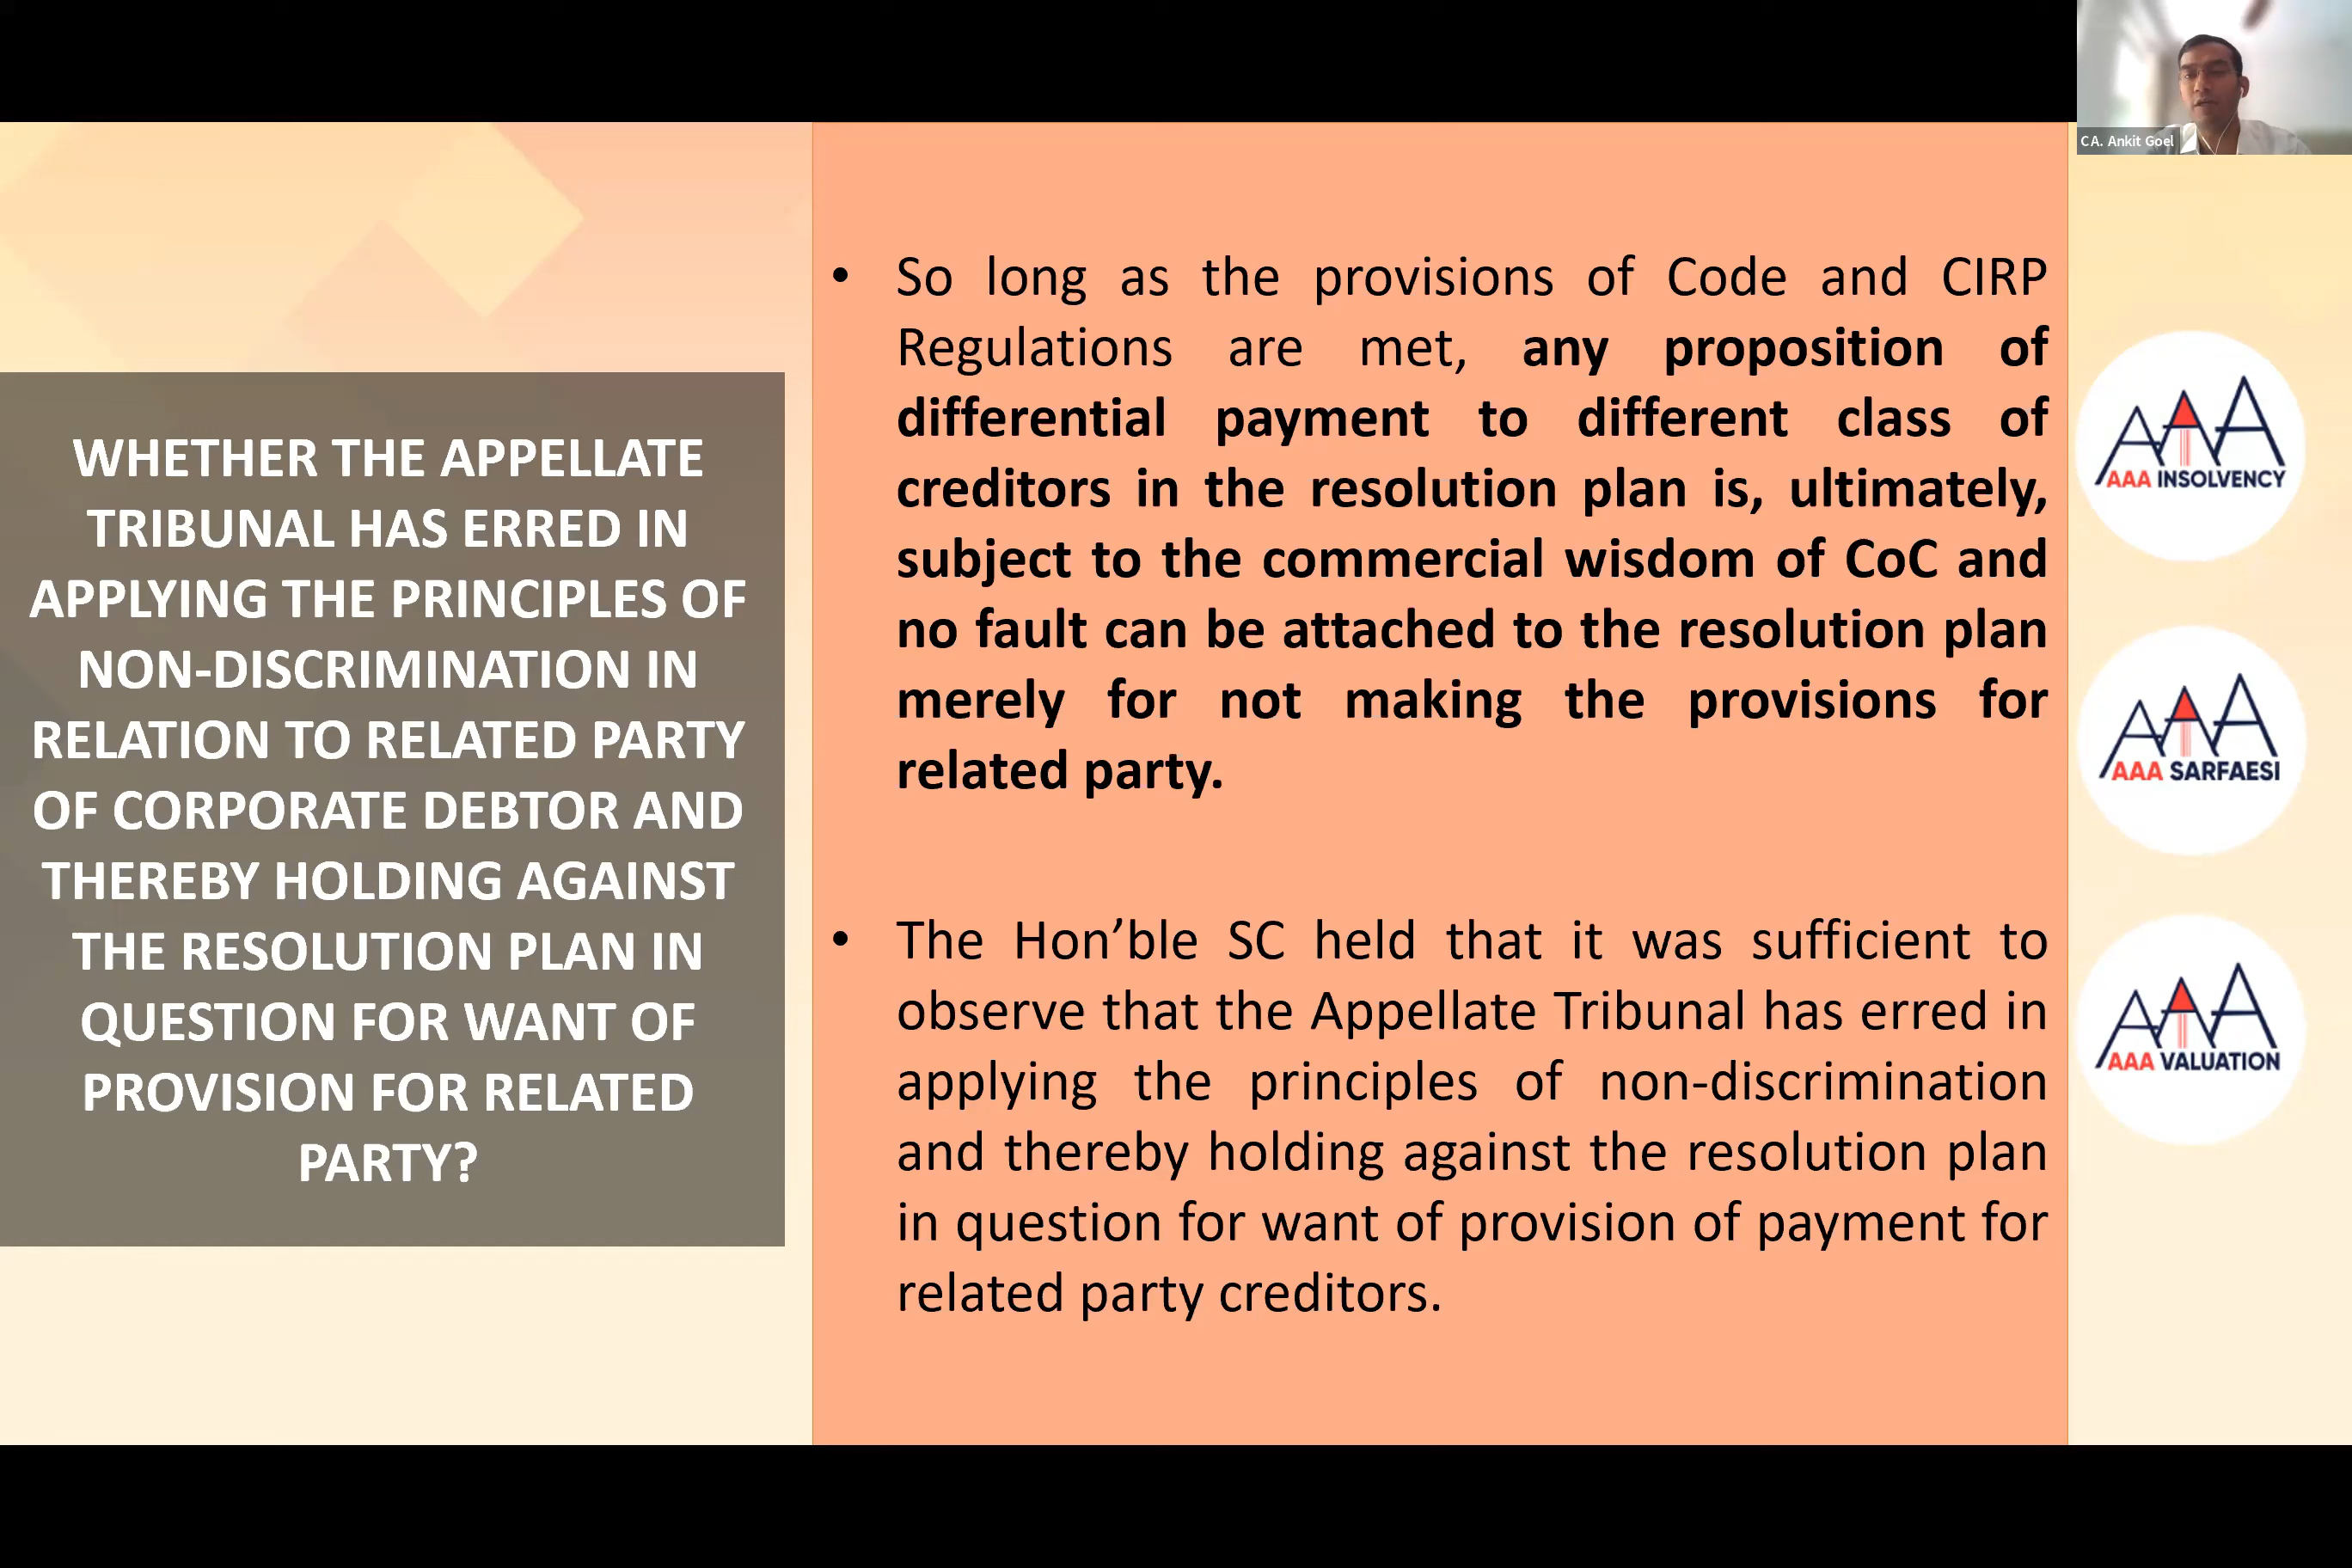 CA. Ankit Goel
WHETHER THE APPELLATE
TRIBUNAL HAS ERRED IN
APPLYING THE PRINCIPLES OF
NON-DISCRIMINATION IN
RELATION TO RELATED PARTY
OF CORPORATE DEBTOR AND
THEREBY HOLDING AGAINST
THE RESOLUTION PLAN IN
QUESTION FOR WANT OF
PROVISION FOR RELATED
PARTY?
• So long as the provisions of Code and CIRP
Regulations are met, any proposition of
differential payment to different class of
creditors in the resolution plan is, ultimately,
subject to the commercial wisdom of CoC and
no fault can be attached to the resolution plan
merely for not making the provisions for
related party.
• The Hon’ble SC held that it was sufficient to
observe that the Appellate Tribunal has erred in
applying the principles of non-discrimination
and thereby holding against the resolution plan
in question for want of provision of payment for
related party creditors.
AAA
AAA INSOLVENCY
AAA
AAA SARFAESI
AAA
AAA VALUATION